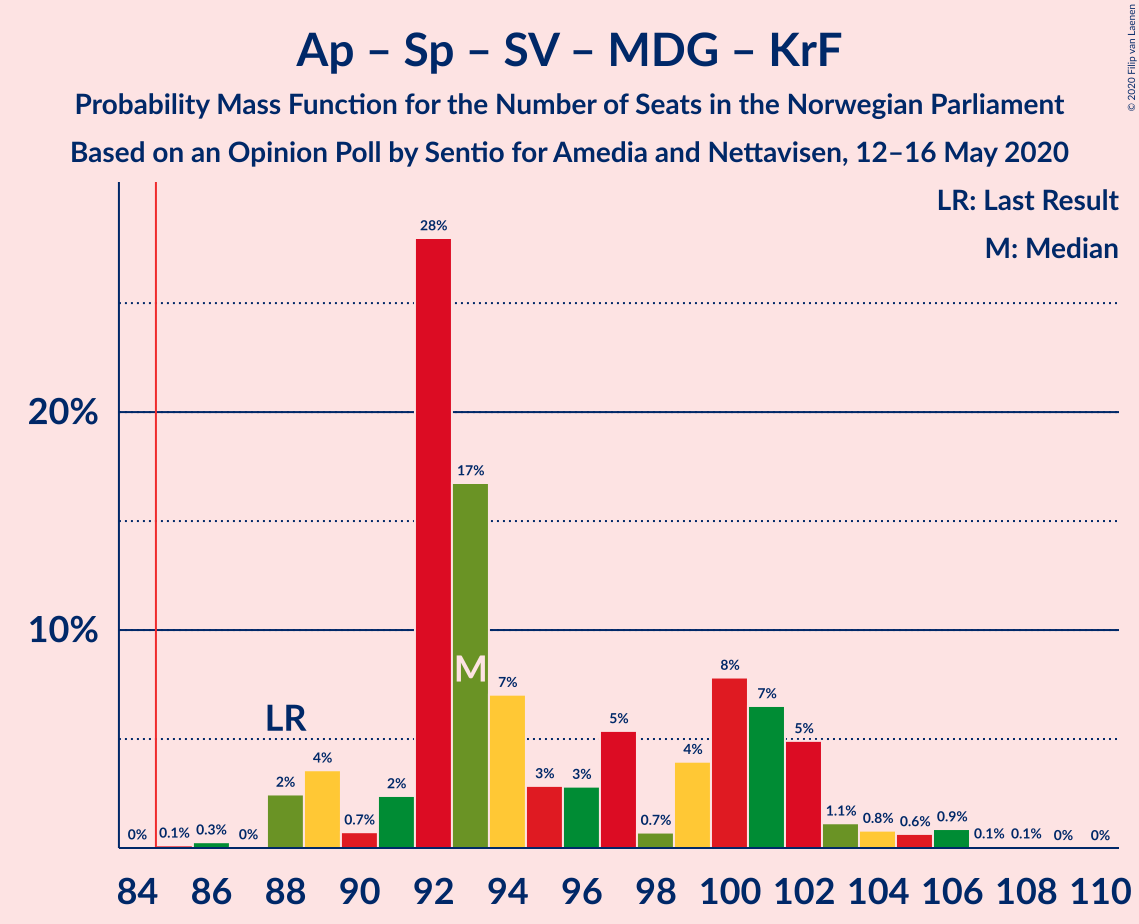 Ap – Sp – SV – MDG – KrF
Probability Mass Function for the Number of Seats in the Norwegian Parliament
Based on an Opinion Poll by Sentio for Amedia and Nettavisen, 12–16 May 2020
© 2020 Filip van Laenen
LR: Last Result
M: Median
28%
20%
17%
10%
M
LR
0% 0.1% 0.3% 0% 2% 4% 0.7% 2% 7% 3% 3% 5% 0.7% 4% 8% 7% 5% 1.1% 0.8% 0.6% 0.9% 0.1% 0.1% 0% 0%
84 86 88 90 92 94 96 98 100 102 104 106 108 110